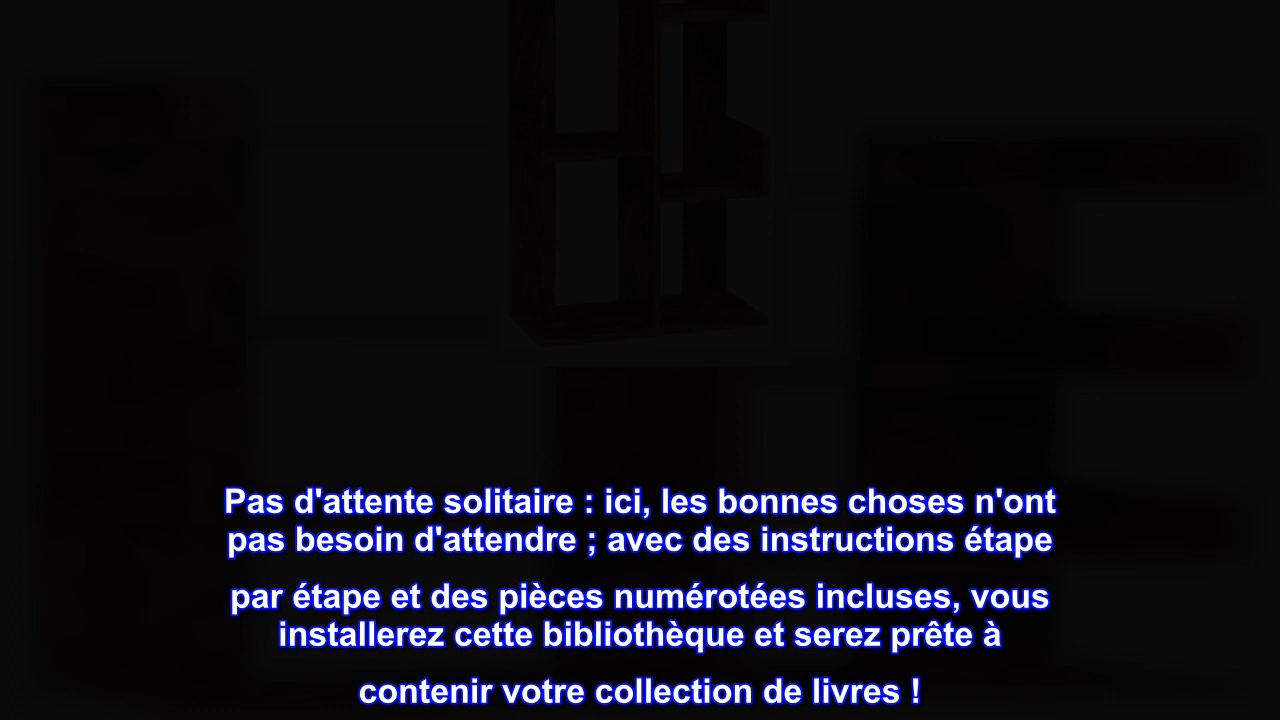 Pas d'attente solitaire : ici, les bonnes choses n'ont
pas besoin d'attendre ; avec des instructions étape
par étape et des pièces numérotées incluses, vous
installerez cette bibliothèque et serez prête à
contenir votre collection de livres !